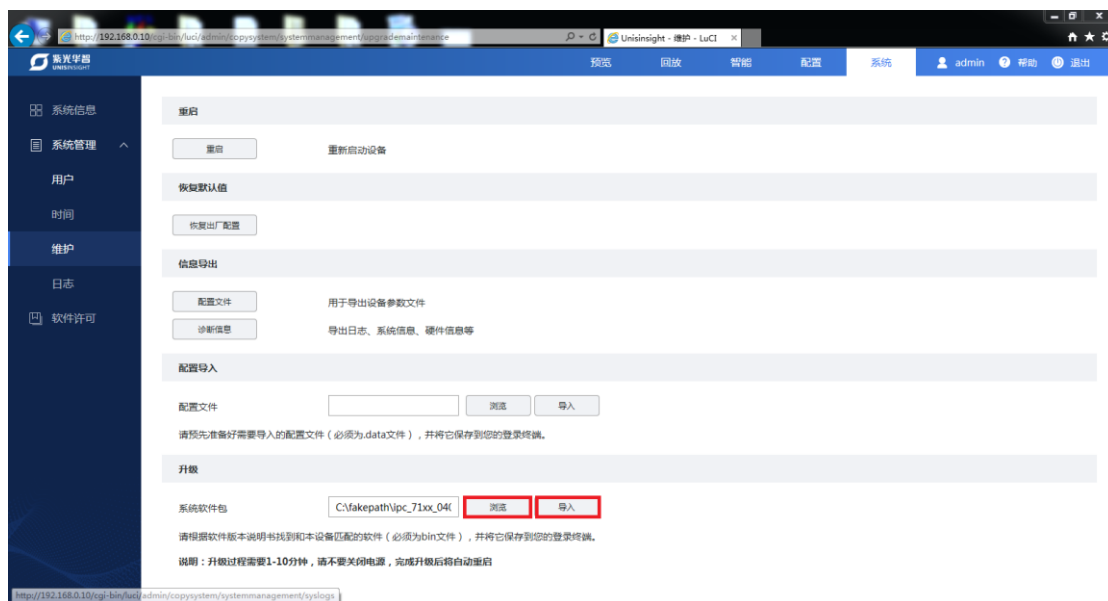 http://192.168.0.10/cgi-bin/luci/admin/copysystem/systemmanagement/upgrademaintenance
Unisinsight - 维护 - LuCI
紫光华智
UNISINSIGHT
预览 回放 智能 配置 系统 admin 帮助 退出
系统信息
系统管理
用户
时间
维护
日志
软件许可
重启
重启 重新启动设备
恢复默认值
恢复出厂配置
信息导出
配置文件 用于导出设备参数文件
诊断信息 导出日志、系统信息、硬件信息等
配置导入
配置文件 浏览 导入
请预先准备好需要导入的配置文件（必须为.data文件），并将它保存到您的登录终端。
升级
系统软件包 C:\fakepath\ipc_71xx_04( 浏览 导入
请根据软件版本说明书找到和本设备匹配的软件（必须为bin文件），并将它保存到您的登录终端。
说明：升级过程需要1-10分钟，请不要关闭电源，完成升级后将自动重启
http://192.168.0.10/cgi-bin/luci/admin/copysystem/systemmanagement/syslogs